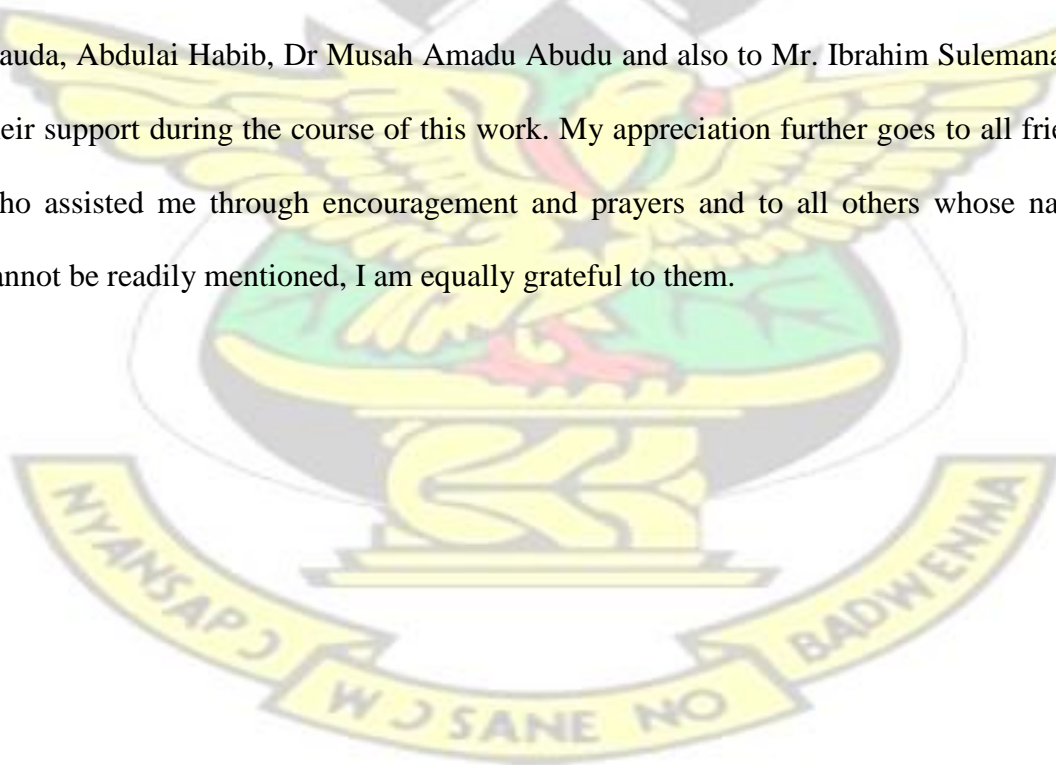 auda, Abdulai Habib, Dr Musah Amadu Abudu and also to Mr. Ibrahim Sulemana
eir support during the course of this work. My appreciation further goes to all frie
ho assisted me through encouragement and prayers and to all others whose na
annot be readily mentioned, I am equally grateful to them.
NYANSAPƆ
WƆSANE NO
BADWENMA